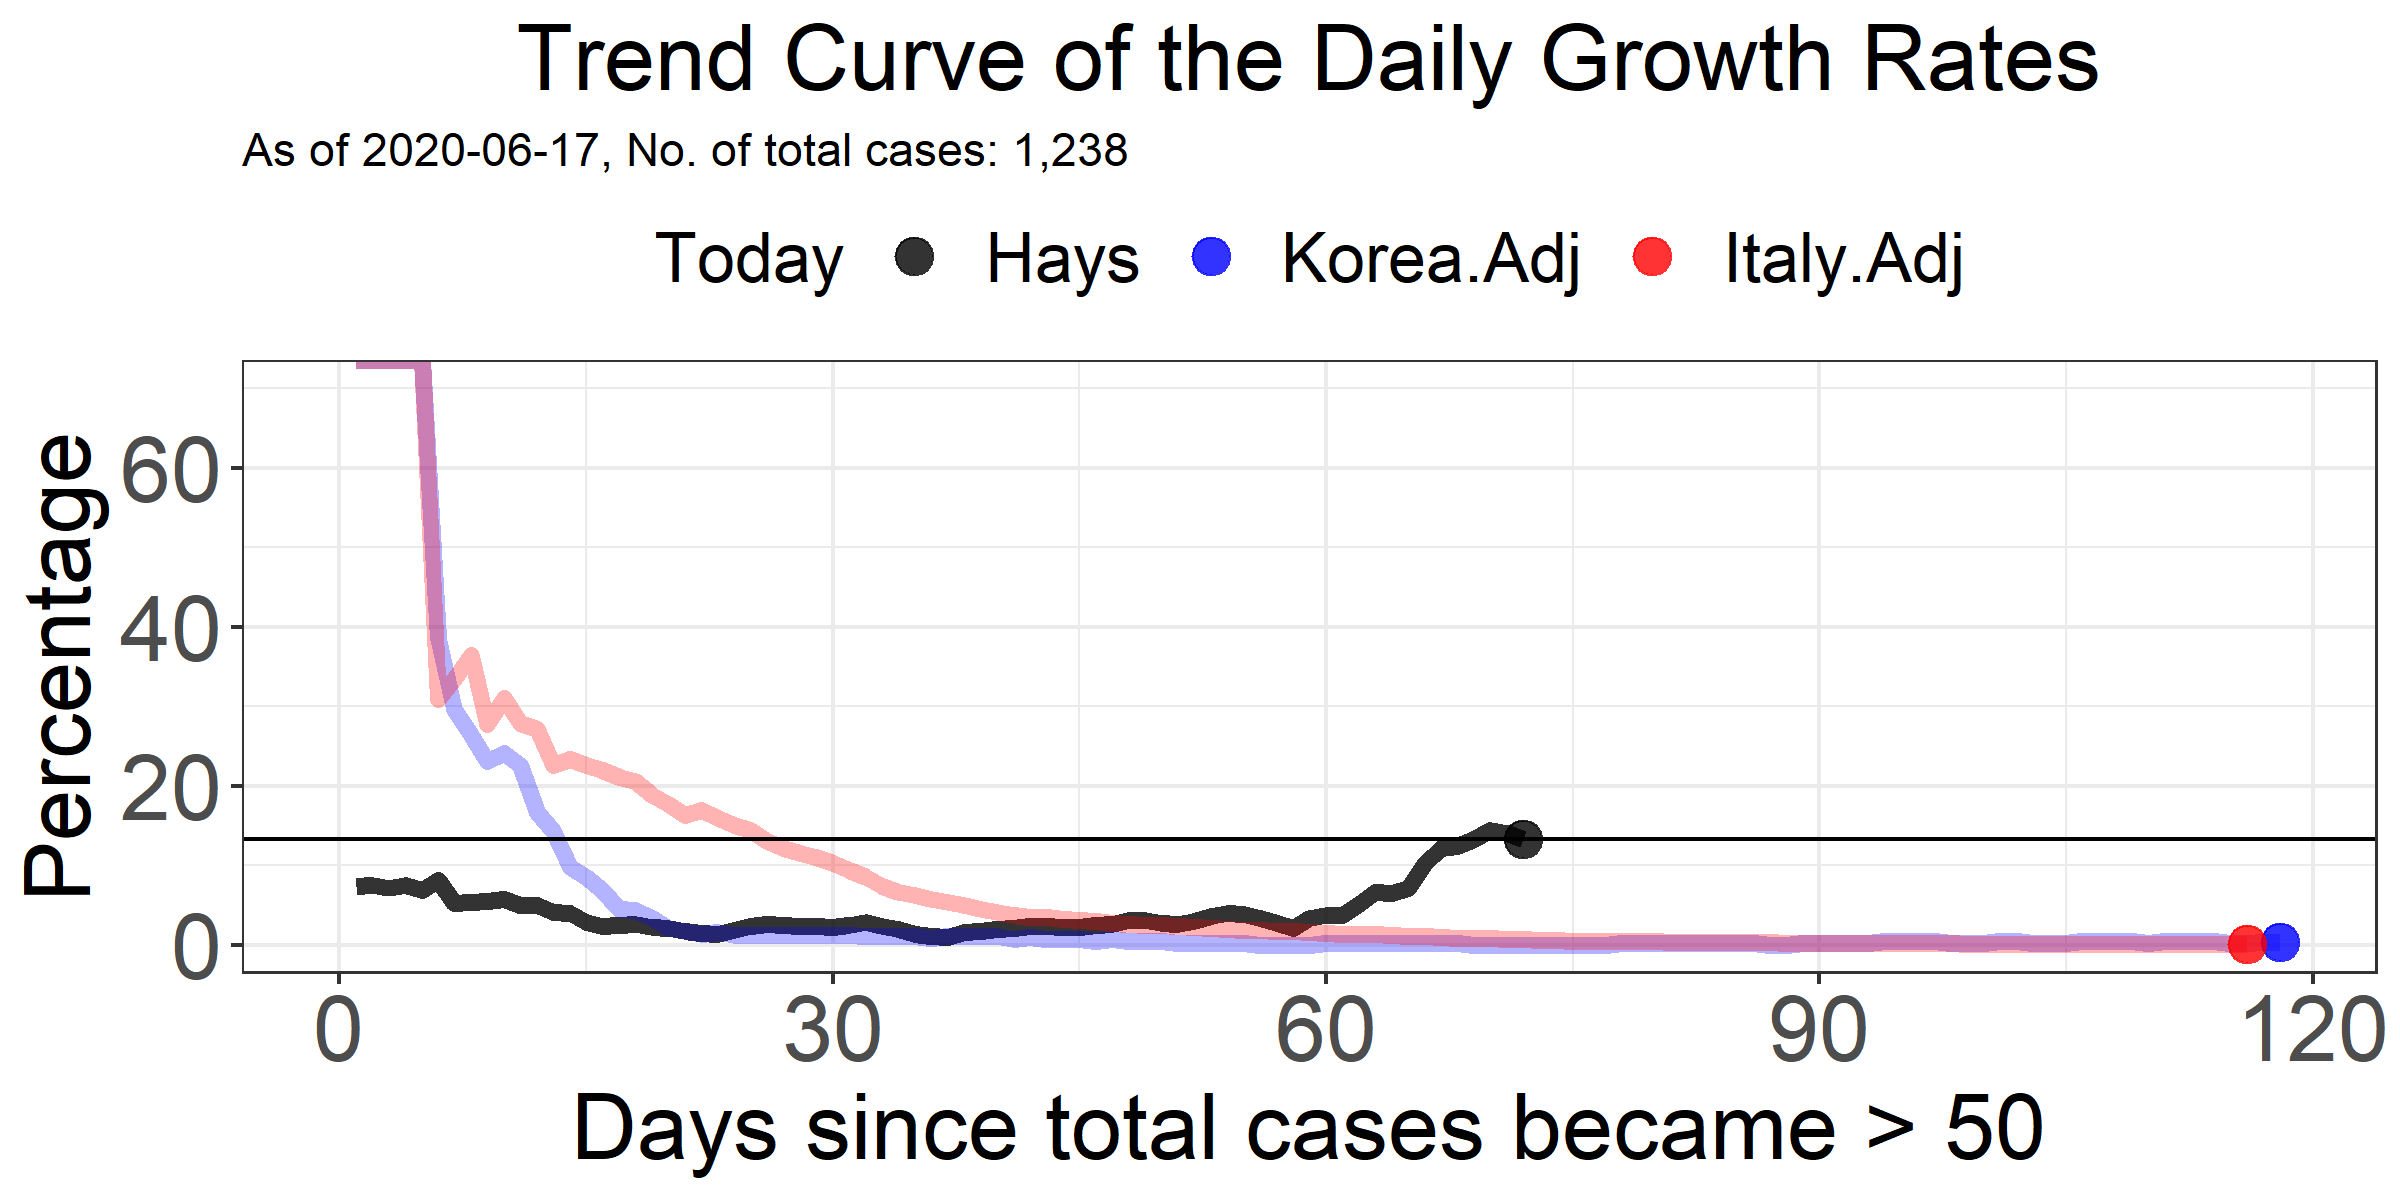 Trend Curve of the Daily Growth Rates
As of 2020-06-17, No. of total cases: 1,238
Today Hays Korea.Adj Italy.Adj
Percentage
60
40
20
0
0 30 60 90 120
Days since total cases became > 50